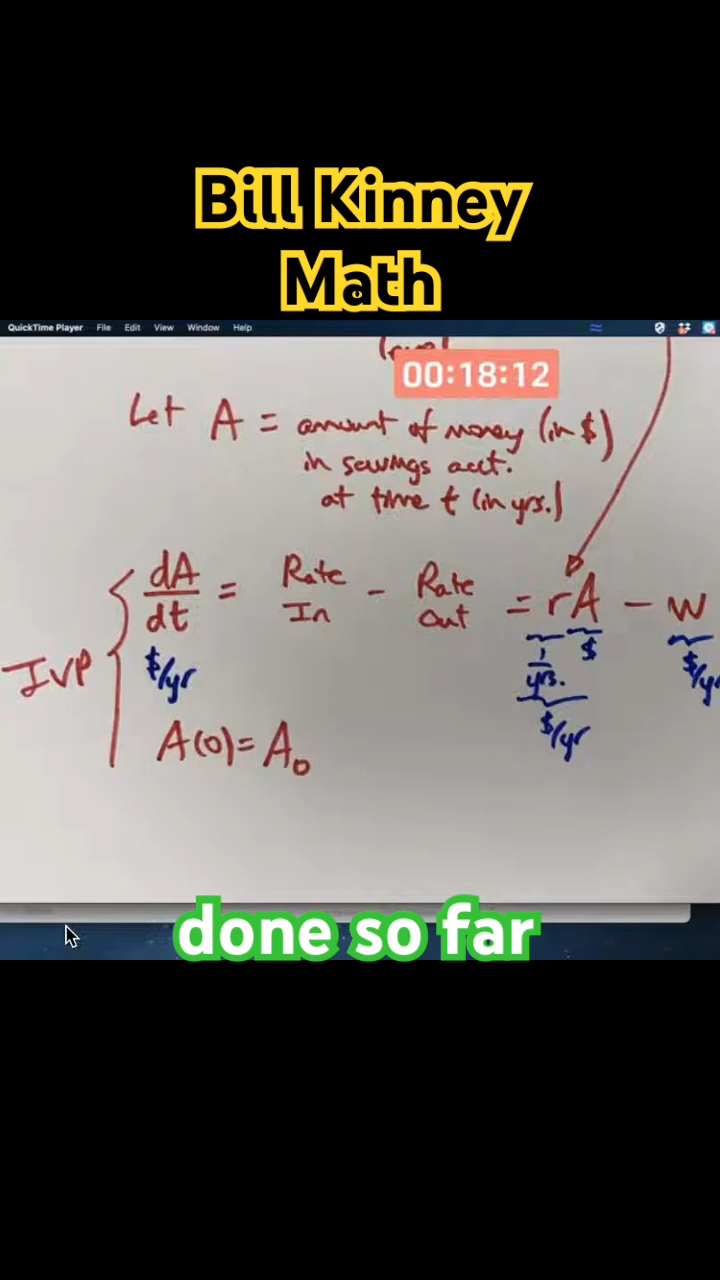 Bill Kinney
Math
QuickTime Player File Edit View Window Help
00:18:12
Let A = amount of money (in $)
in savings acct.
at time t (in yrs.)
dA/dt = Rate In - Rate Out = rA - w
IVP
$/yr
1/yrs.
$
$/yr
$/yr
A(0) = A₀
done so far